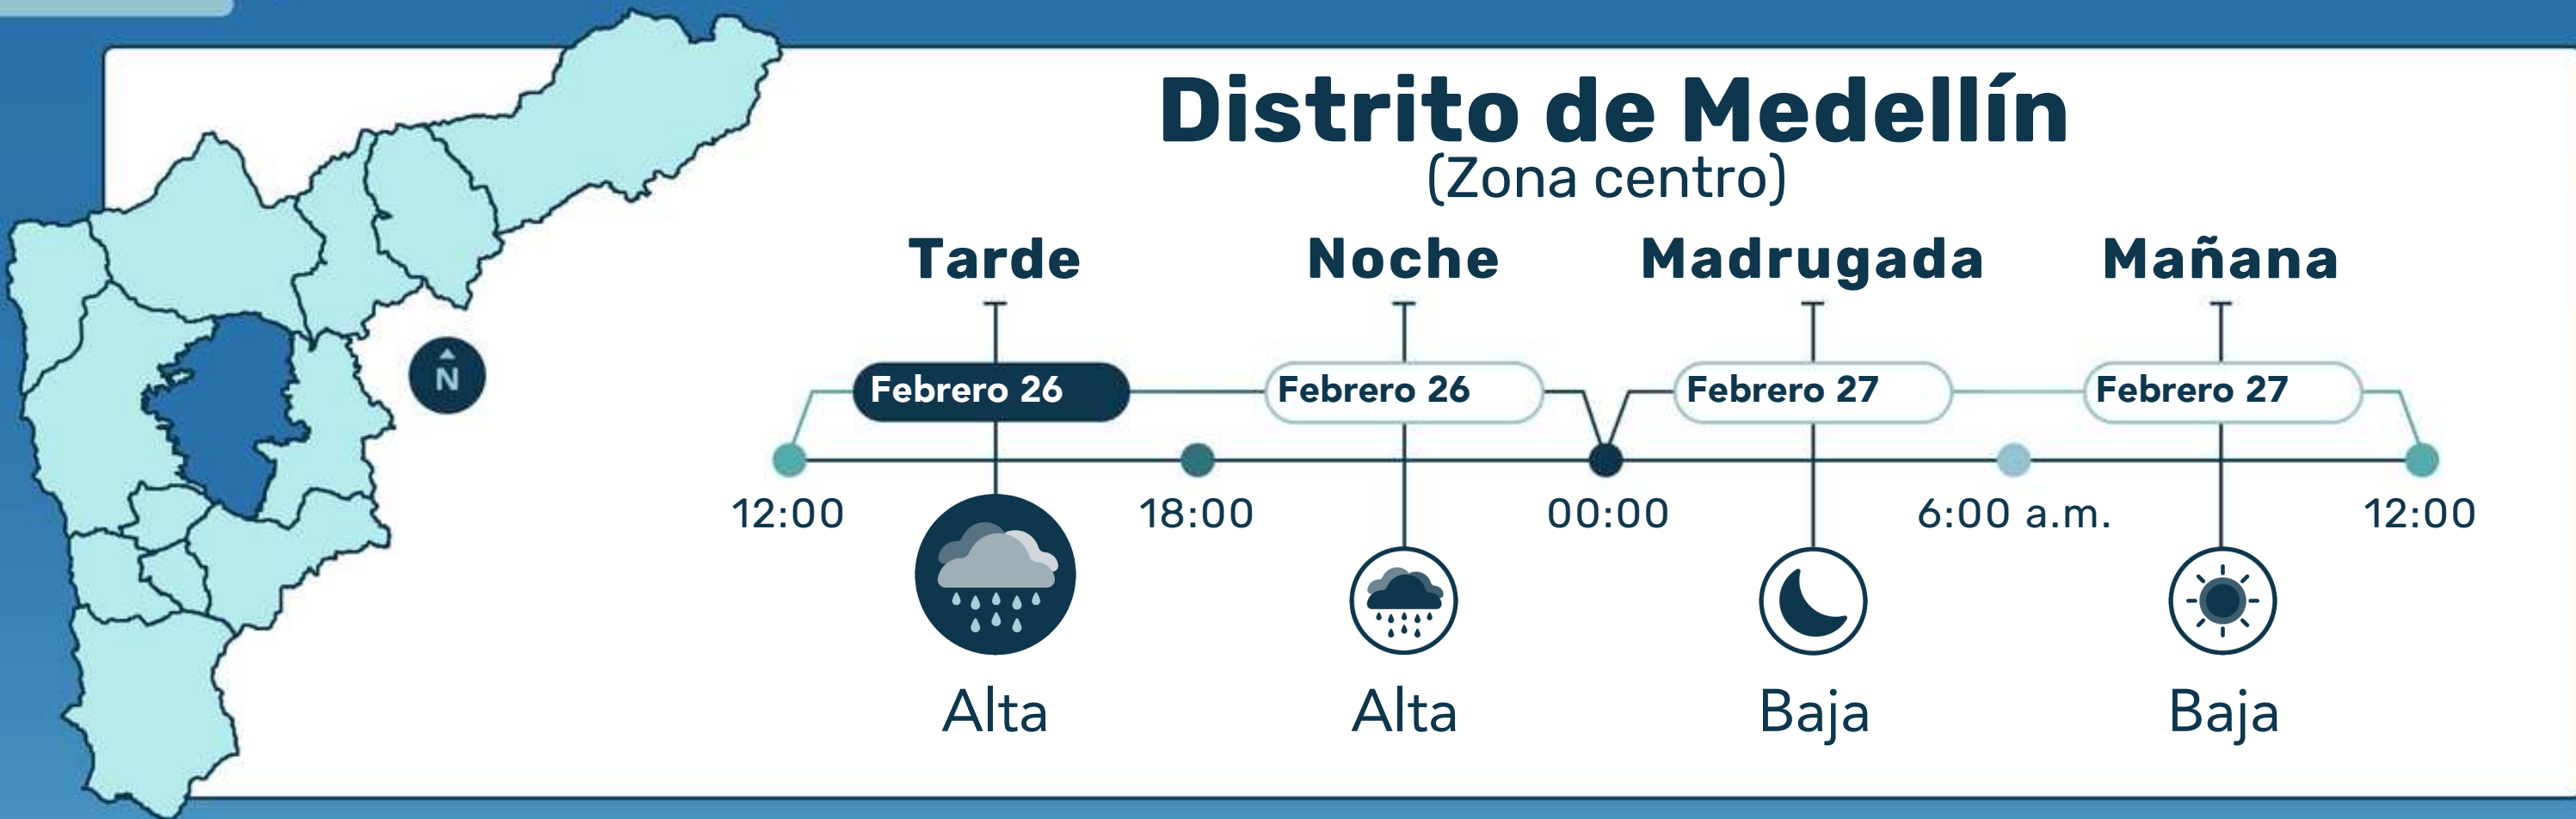 Distrito de Medellín
(Zona centro)
Tarde Noche Madrugada Mañana
N
Febrero 26 Febrero 26 Febrero 27 Febrero 27
12:00 18:00 00:00 6:00 a.m. 12:00
Alta Alta Baja Baja